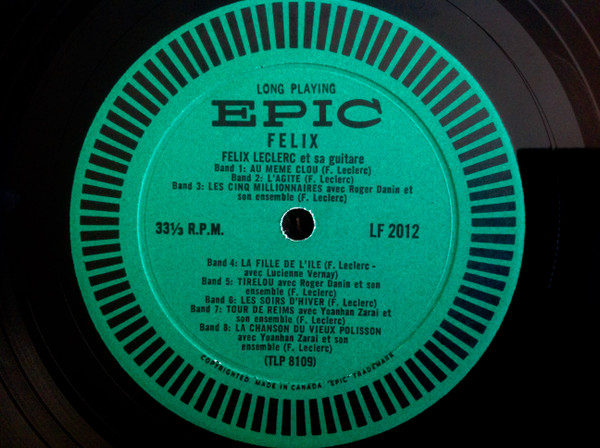 LONG PLAYING
EPIC
FELIX
FELIX LECLERC et sa guitare
Band 1: AU MEME CLOU (F. Leclerc)
Band 2: L'AGITE (F. Leclerc)
Band 3: LES CINQ MILLIONNAIRES avec Roger Danin et
son ensemble (F. Leclerc)
33⅓ R.P.M.
LF 2012
Band 4: LA FILLE DE L'ILE (F. Leclerc -
avec Lucienne Vernay)
Band 5: TIRELOU avec Roger Danin et son
ensemble (F. Leclerc)
Band 6: LES SOIRS D'HIVER (F. Leclerc)
Band 7: TOUR DE REIMS avec Yoanhan Zarai et
son ensemble (F. Leclerc)
Band 8: LA CHANSON DU VIEUX POLISSON
avec Yoanhan Zarai et son
ensemble (F. Leclerc)
(TLP 8109)
COPYRIGHTED. MADE IN CANADA. "EPIC" TRADEMARK